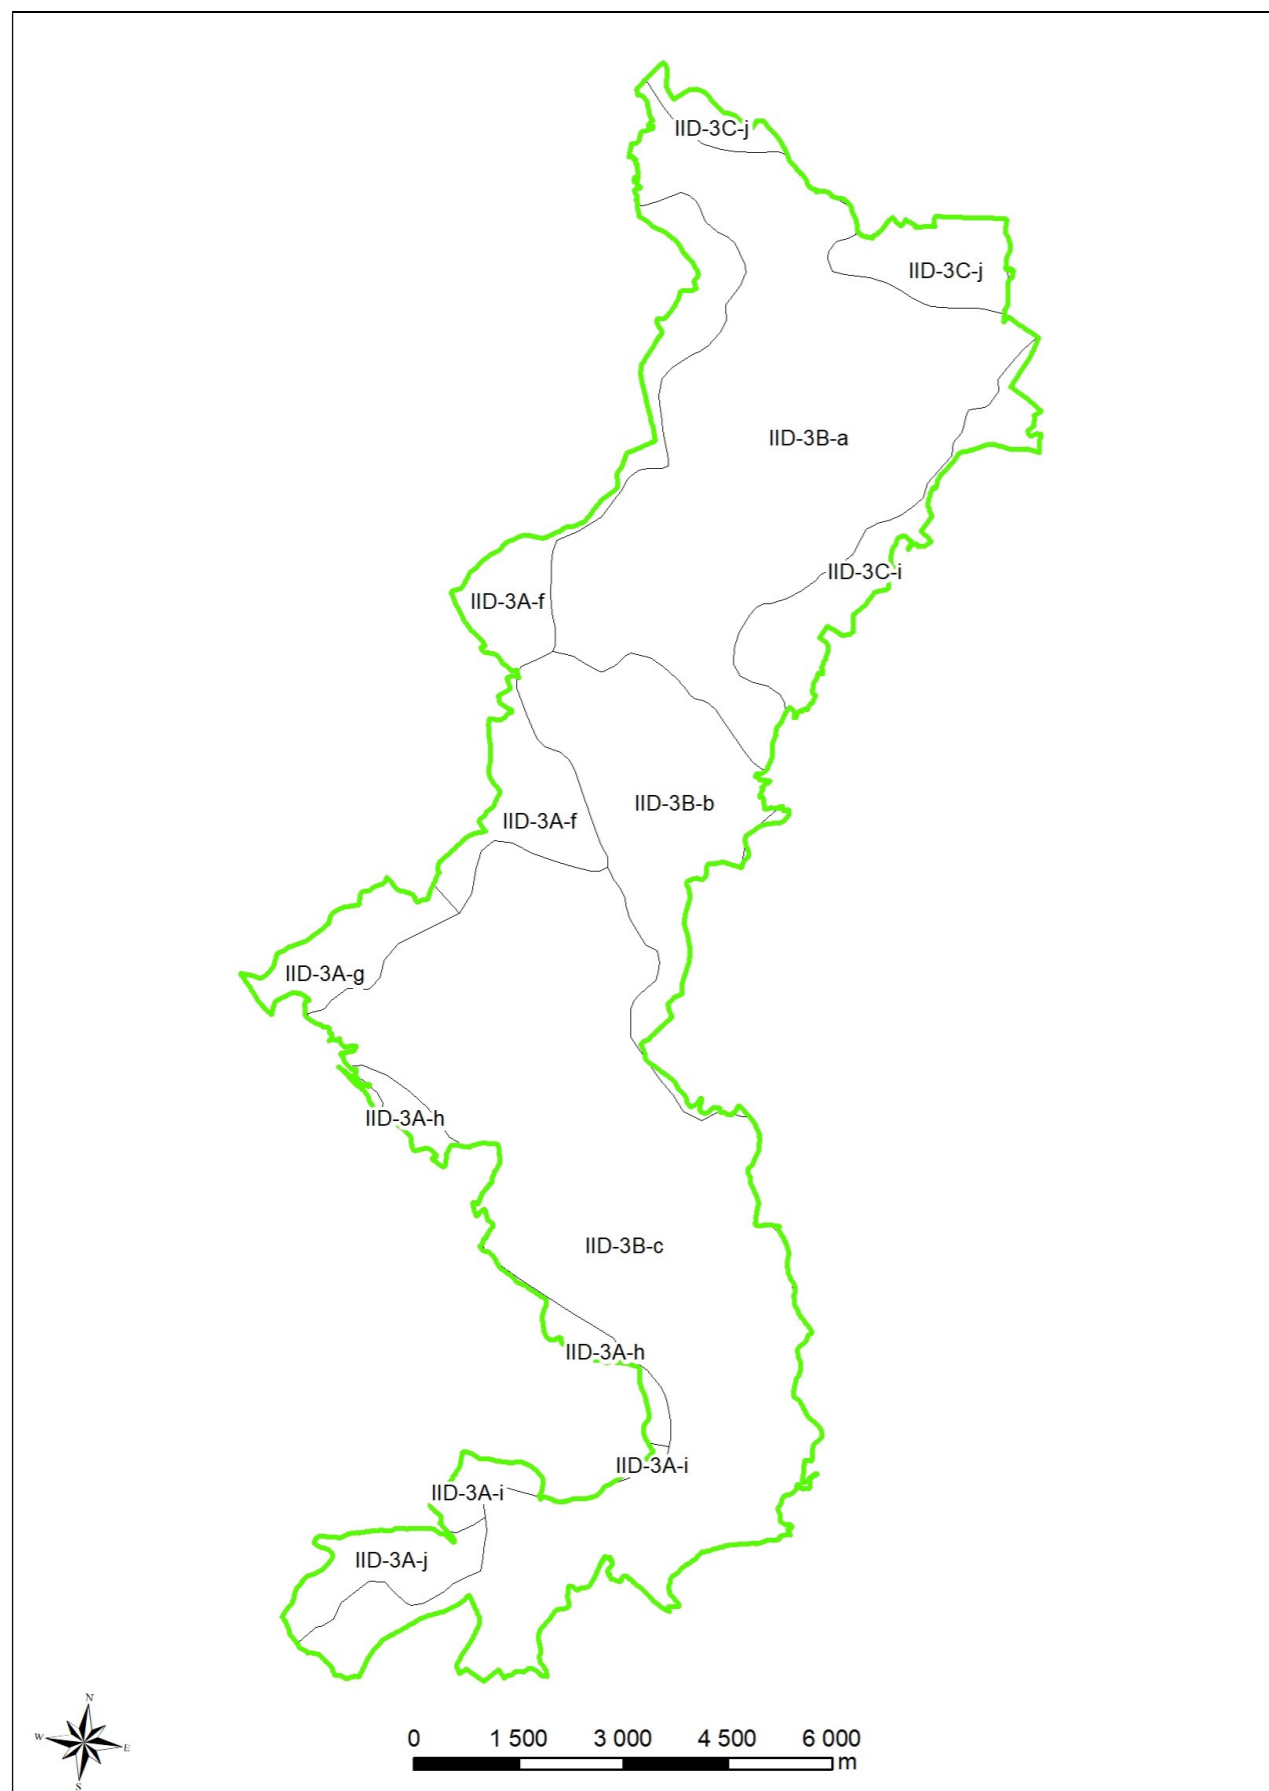 IID-3C-j
IID-3C-j
IID-3B-a
IID-3C-i
IID-3A-f
IID-3B-b
IID-3A-f
IID-3A-g
IID-3A-h
IID-3B-c
IID-3A-h
IID-3A-i
IID-3A-i
IID-3A-j
N
W E
S
0 1 500 3 000 4 500 6 000
m